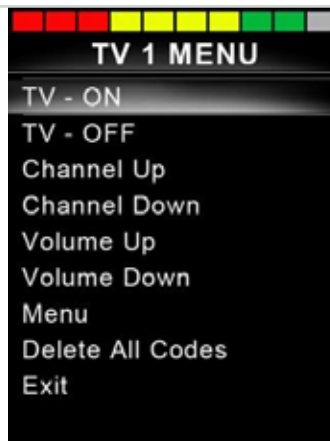 TV 1 MENU
TV - ON
TV - OFF
Channel Up
Channel Down
Volume Up
Volume Down
Menu
Delete All Codes
Exit